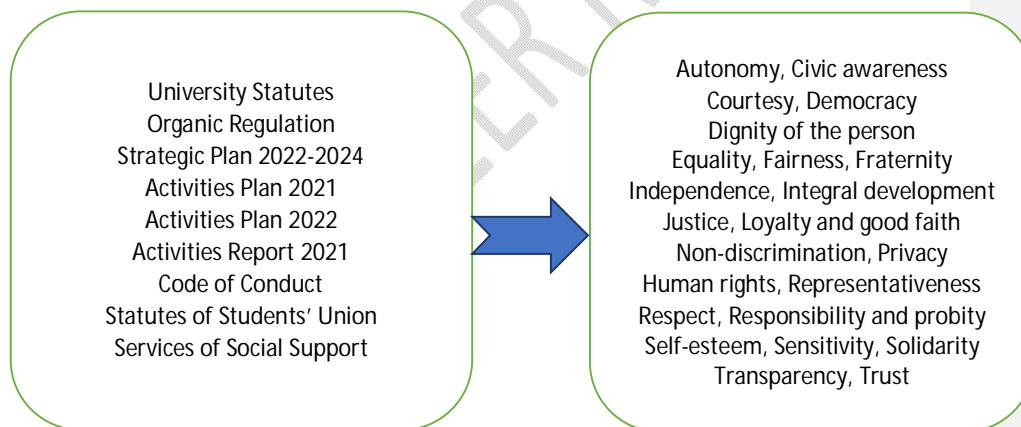 University Statutes
Organic Regulation
Strategic Plan 2022-2024
Activities Plan 2021
Activities Plan 2022
Activities Report 2021
Code of Conduct
Statutes of Students' Union
Services of Social Support
Autonomy, Civic awareness
Courtesy, Democracy
Dignity of the person
Equality, Fairness, Fraternity
Independence, Integral development
Justice, Loyalty and good faith
Non-discrimination, Privacy
Human rights, Representativeness
Respect, Responsibility and probity
Self-esteem, Sensitivity, Solidarity
Transparency, Trust